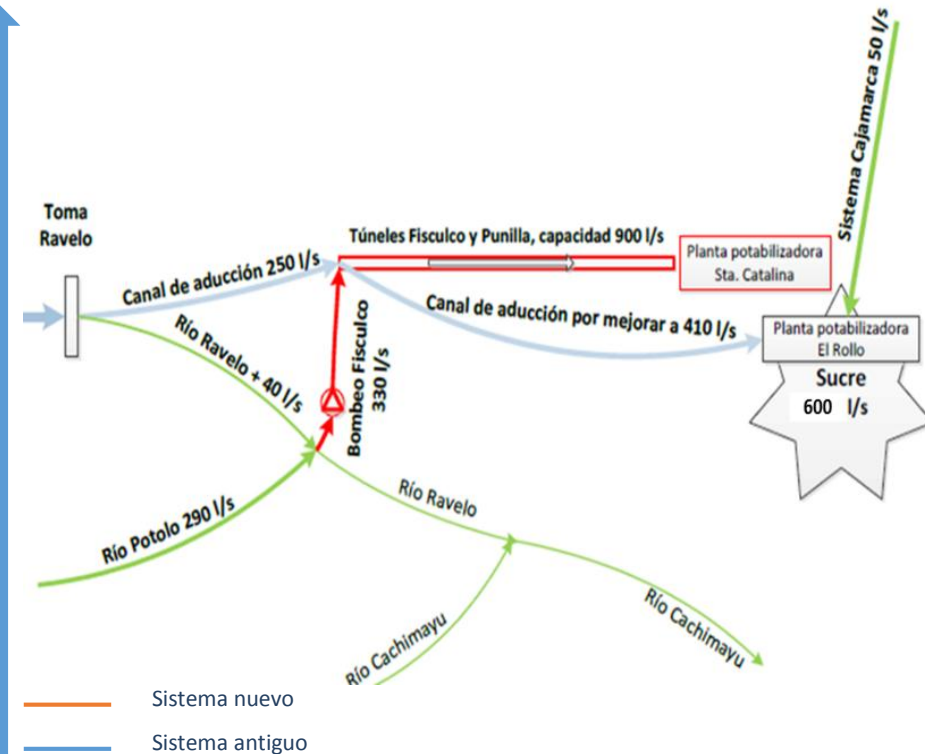 Sistema Cajamarca 50 l/s
Toma
Ravelo
Túneles Fisculco y Punilla, capacidad 900 l/s
Planta potabilizadora
Sta. Catalina
Canal de aducción 250 l/s
Canal de aducción por mejorar a 410 l/s
Planta potabilizadora
El Rollo
Río Ravelo + 40 l/s
Bombeo Fisculco
330 l/s
Sucre
600 l/s
Río Potolo 290 l/s
Río Ravelo
Río Cachimayu
Río Cachimayu
Sistema nuevo
Sistema antiguo